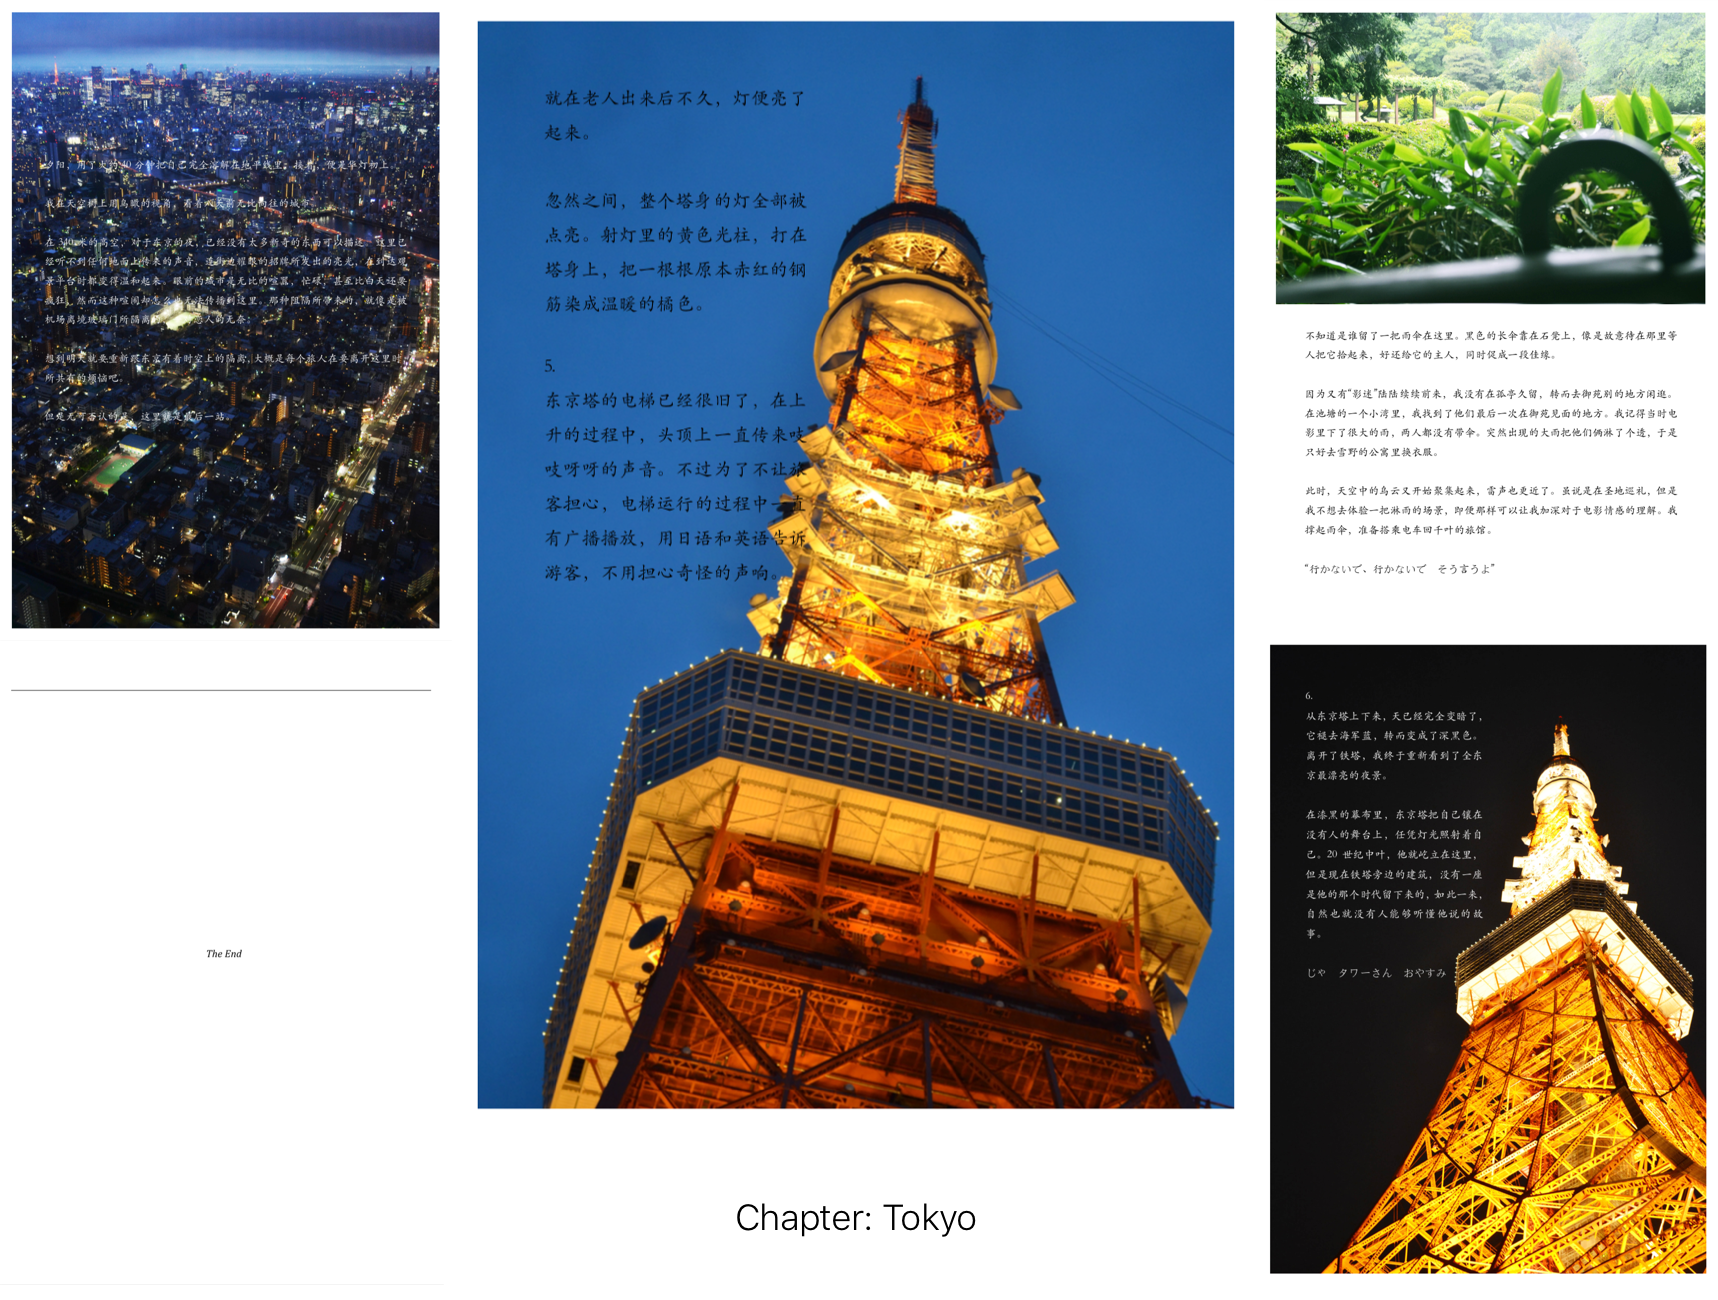 夕阳，用了大约 40 分钟把自己完全溶解在地平线里。接着，便是华灯初上。
我在天空树上用鸟瞰的视角，看着以前无比向往的城市。
在 340 米的高空，对于东京的夜，已经没有太多新奇的东西可以描述。这里已
经听不到任何地面上传来的声音，连街边耀眼的招牌所发出的亮光，在到达观
景平台时都变得温和起来。眼前的城市是无比的喧嚣，忙碌，甚至比白天还要
疯狂，然而这种喧闹却怎么也无法传播到这里。那种阻隔所带来的，就像是被
机场离境玻璃门所隔离的 恋人的无奈。
想到明天就要重新跟东京有着时空上的隔离，大概是每个旅人在要离开这里时，
所共有的烦恼吧。
但是无可否认的是，这里就是最后一站。
The End
就在老人出来后不久，灯便亮了
起来。
忽然之间，整个塔身的灯全部被
点亮。射灯里的黄色光柱，打在
塔身上，把一根根原本赤红的钢
筋染成温暖的橘色。
5.
东京塔的电梯已经很旧了，在上
升的过程中，头顶上一直传来吱
吱呀呀的声音。不过为了不让旅
客担心，电梯运行的过程中一直
有广播播放，用日语和英语告诉
游客，不用担心奇怪的声响。
Chapter: Tokyo
不知道是谁留了一把雨伞在这里。黑色的长伞靠在石凳上，像是故意待在那里等
人把它拾起来，好还给它的主人，同时促成一段佳缘。
因为又有“影迷”陆陆续续前来，我没有在孤亭久留，转而去御苑别的地方闲逛。
在池塘的一个小湾里，我找到了他们最后一次在御苑见面的地方。我记得当时电
影里下了很大的雨，两人都没有带伞。突然出现的大雨把他们俩淋了个透，于是
只好去雪野的公寓里换衣服。
此时，天空中的乌云又开始聚集起来，雷声也更近了。虽说是在圣地巡礼，但是
我不想去体验一把淋雨的场景，即便那样可以让我加深对于电影情感的理解。我
撑起雨伞，准备搭乘电车回千叶的旅馆。
“行かないで、行かないで　そう言うよ”
6.
从东京塔上下来，天已经完全变暗了，
它褪去海军蓝，转而变成了深黑色。
离开了铁塔，我终于重新看到了全东
京最漂亮的夜景。
在漆黑的幕布里，东京塔把自己镶在
没有人的舞台上，任凭灯光照射着自
己。20 世纪中叶，他就屹立在这里，
但是现在铁塔旁边的建筑，没有一座
是他的那个时代留下来的，如此一来，
自然也就没有人能够听懂他说的故
事。
じゃ　タワーさん　おやすみ